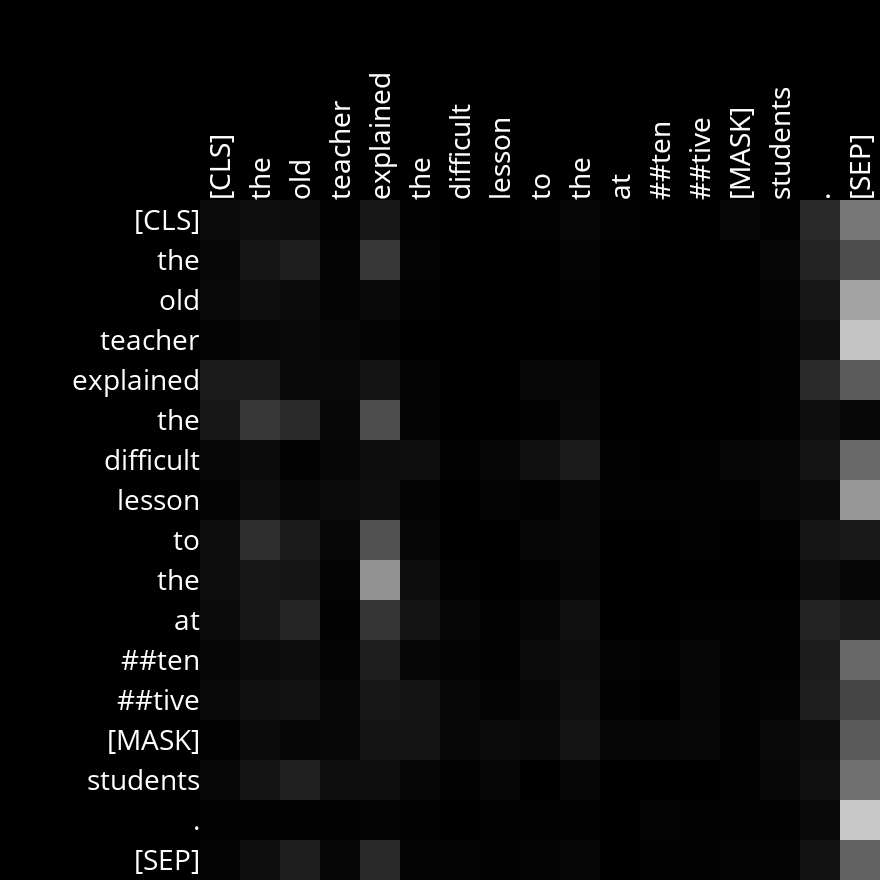 [CLS] the old teacher explained the difficult lesson to the at ##ten ##tive [MASK] students . [SEP]
[CLS]
the
old
teacher
explained
the
difficult
lesson
to
the
at
##ten
##tive
[MASK]
students
.
[SEP]